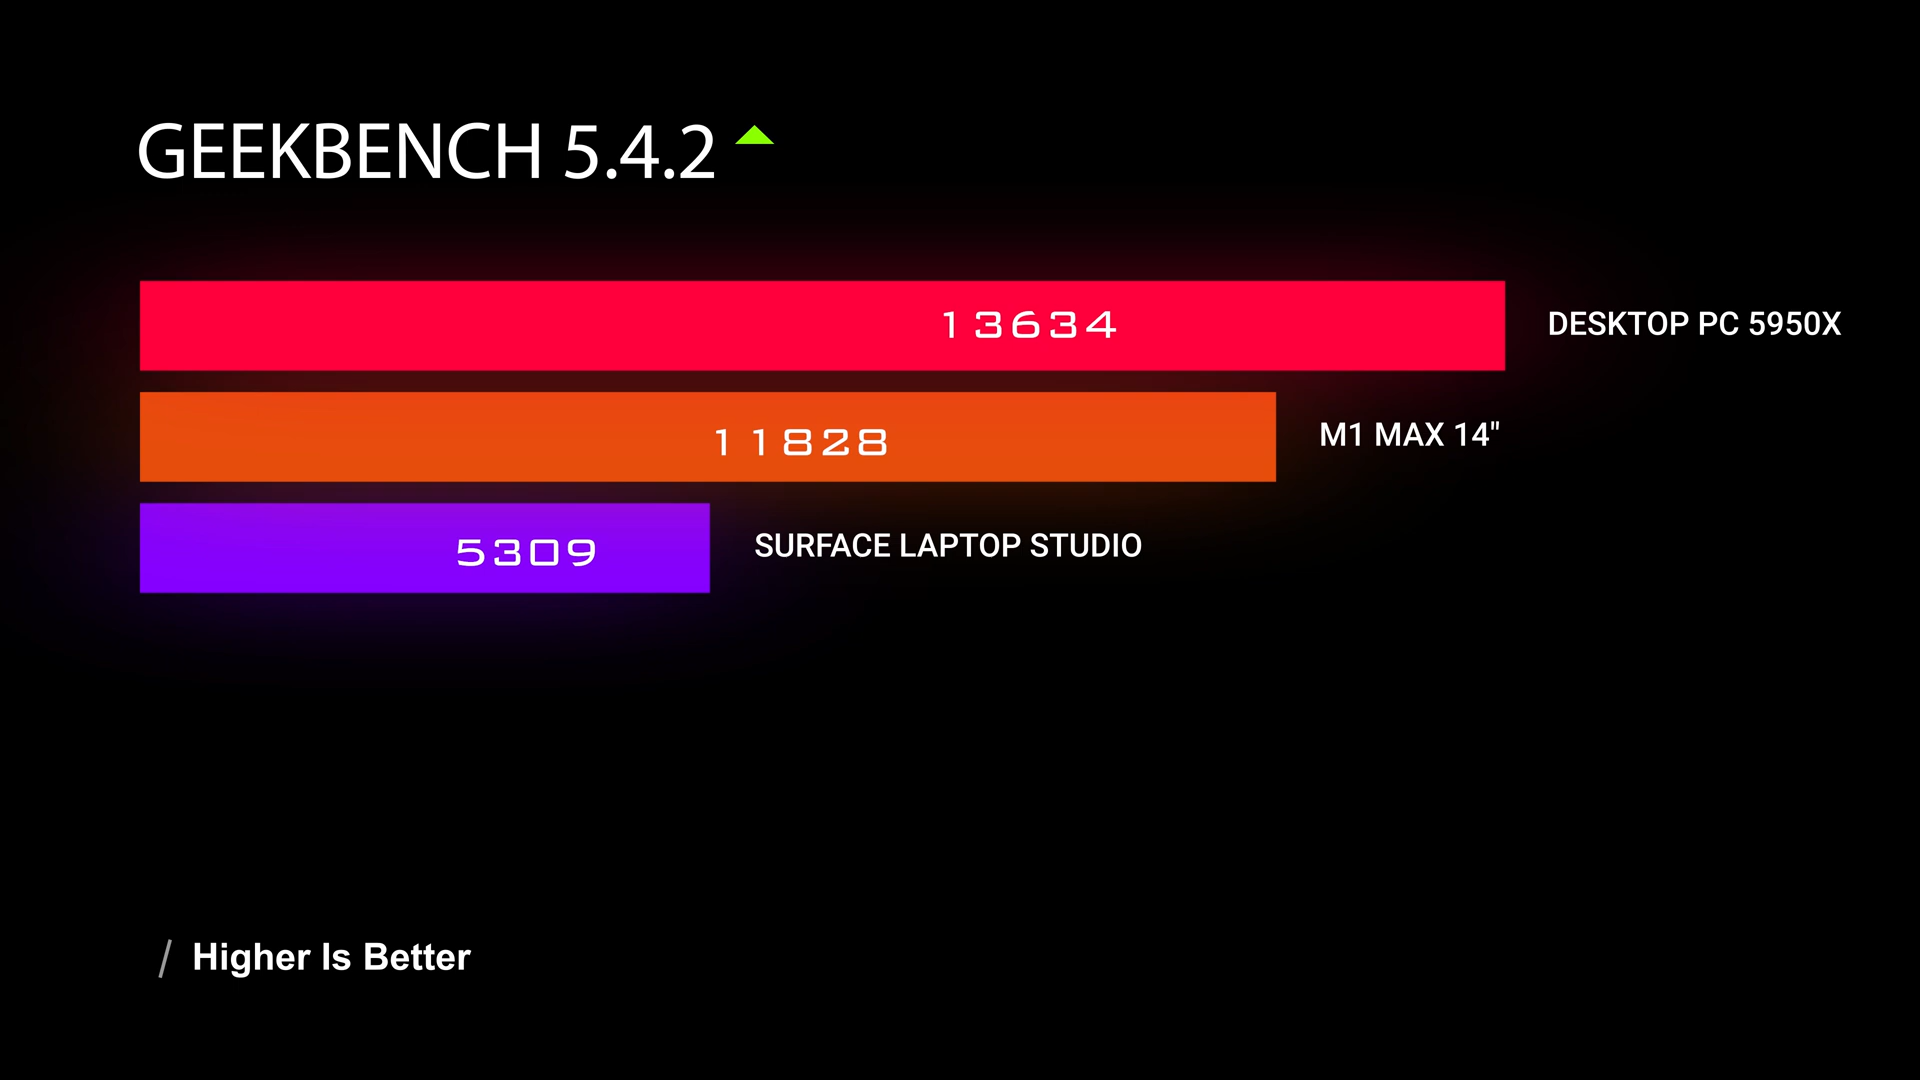 GEEKBENCH 5.4.2
13634 DESKTOP PC 5950X
11828 M1 MAX 14"
5309 SURFACE LAPTOP STUDIO
/ Higher Is Better